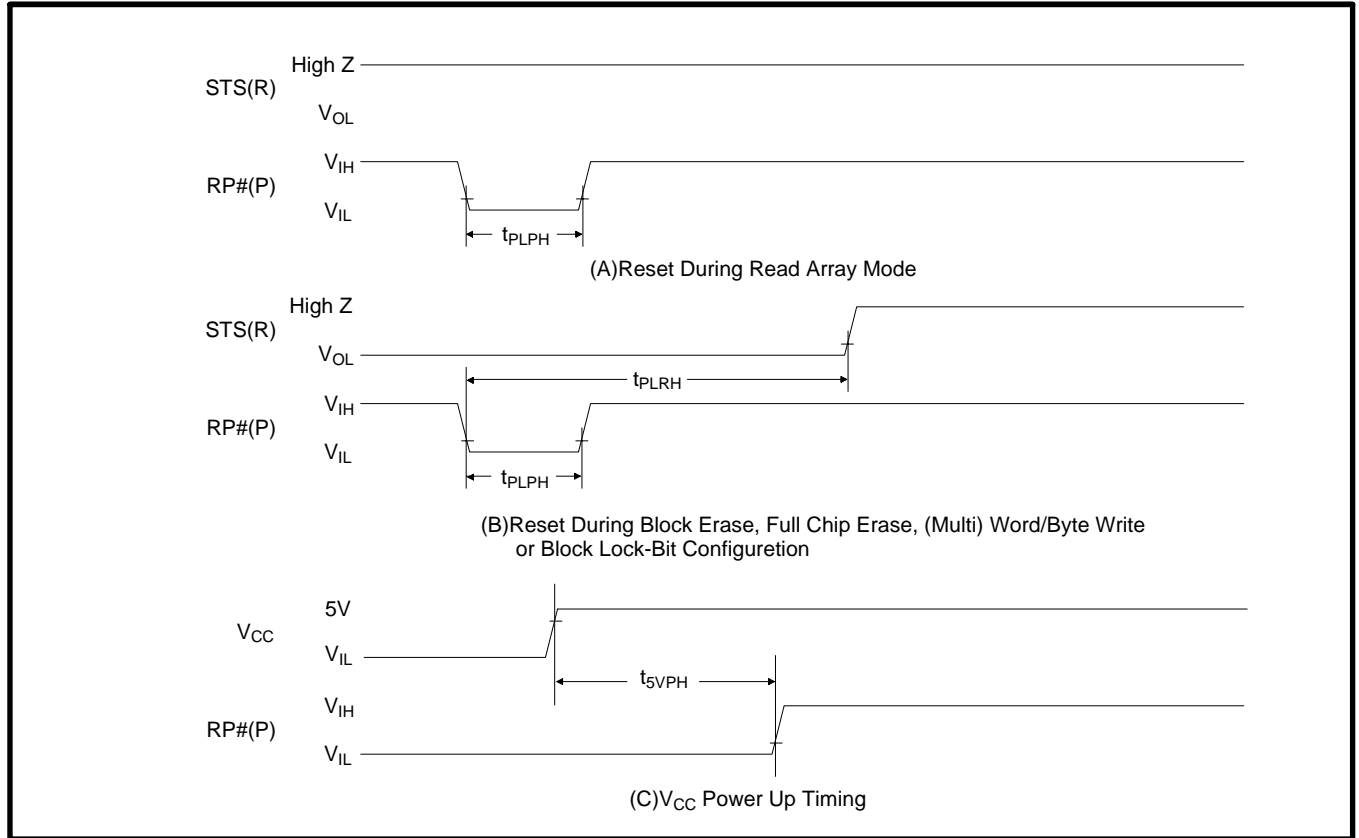 High Z
STS(R)
VOL
VIH
RP#(P)
VIL
tPLPH
(A)Reset During Read Array Mode
High Z
STS(R)
VOL
tPLRH
VIH
RP#(P)
VIL
tPLPH
(B)Reset During Block Erase, Full Chip Erase, (Multi) Word/Byte Write
or Block Lock-Bit Configuretion
5V
VCC
VIL
t5VPH
VIH
RP#(P)
VIL
(C)VCC Power Up Timing